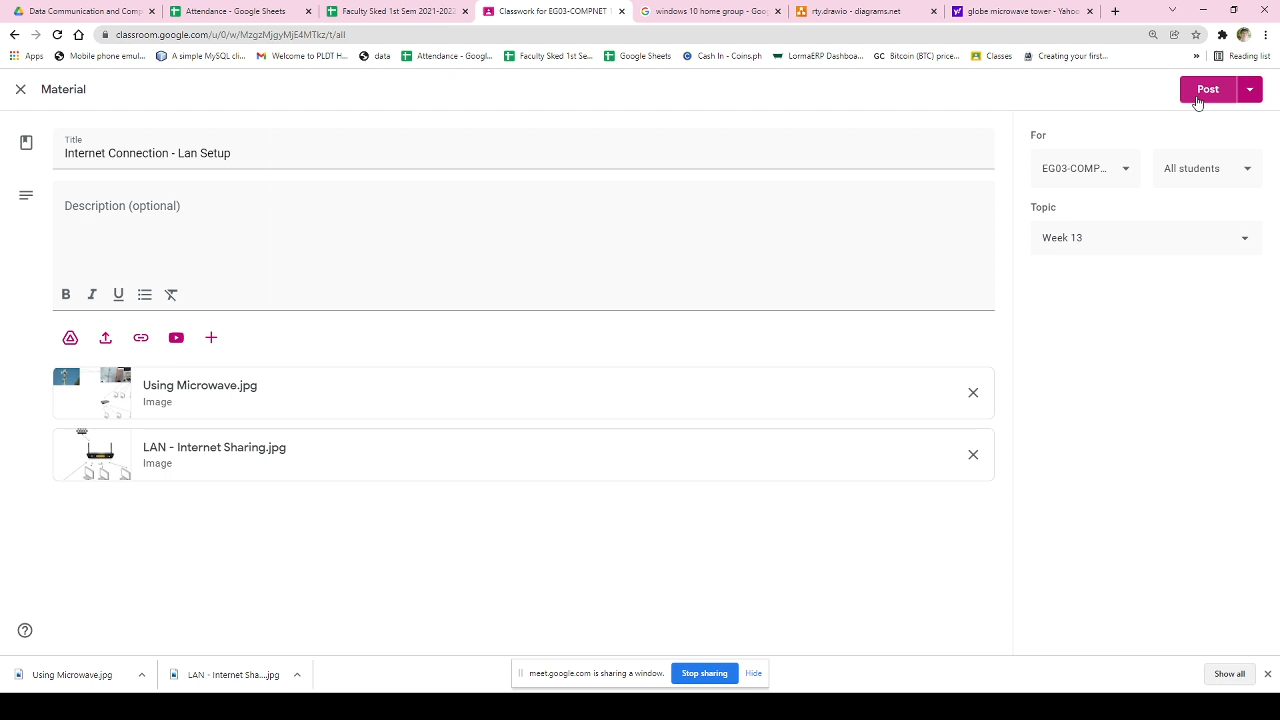 Data Communication and Comp
Attendance - Google Sheets
Faculty Sked 1st Sem 2021-2022
Classwork for EG03-COMPNET 1
windows 10 home group - Goog
rty.drawio - diagrams.net
globe microwave tower - Yahoo
classroom.google.com/u/0/w/MzgzMjgyMjE4MTkz/t/all
Apps
Mobile phone emul...
A simple MySQL cli...
Welcome to PLDT H...
data
Attendance - Googl...
Faculty Sked 1st Se...
Google Sheets
Cash In - Coins.ph
LormaERP Dashboa...
GC Bitcoin (BTC) price...
Classes
Creating your first...
»
Reading list
Material
Post
Title
Internet Connection - Lan Setup
Description (optional)
B I U
Using Microwave.jpg
Image
LAN - Internet Sharing.jpg
Image
For
EG03-COMP...
All students
Topic
Week 13
Using Microwave.jpg
LAN - Internet Sha....jpg
meet.google.com is sharing a window.
Stop sharing
Hide
Show all